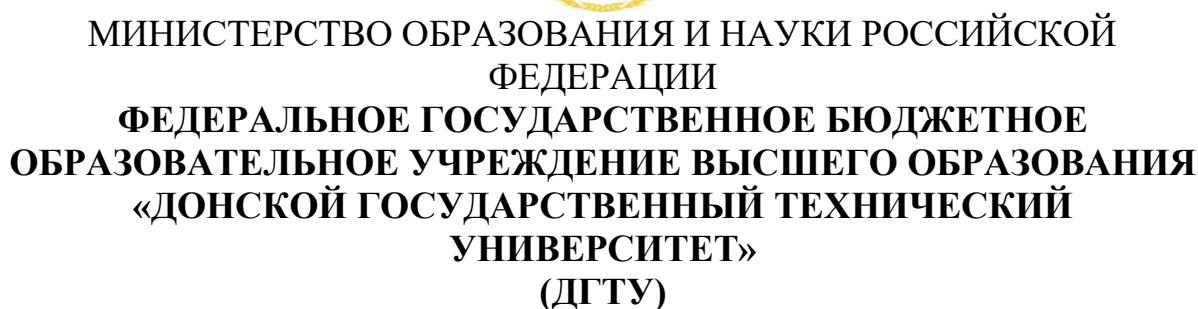 МИНИСТЕРСТВО ОБРАЗОВАНИЯ И НАУКИ РОССИЙСКОЙ
ФЕДЕРАЦИИ
ФЕДЕРАЛЬНОЕ ГОСУДАРСТВЕННОЕ БЮДЖЕТНОЕ
ОБРАЗОВАТЕЛЬНОЕ УЧРЕЖДЕНИЕ ВЫСШЕГО ОБРАЗОВАНИЯ
«ДОНСКОЙ ГОСУДАРСТВЕННЫЙ ТЕХНИЧЕСКИЙ
УНИВЕРСИТЕТ»
(ДГТУ)